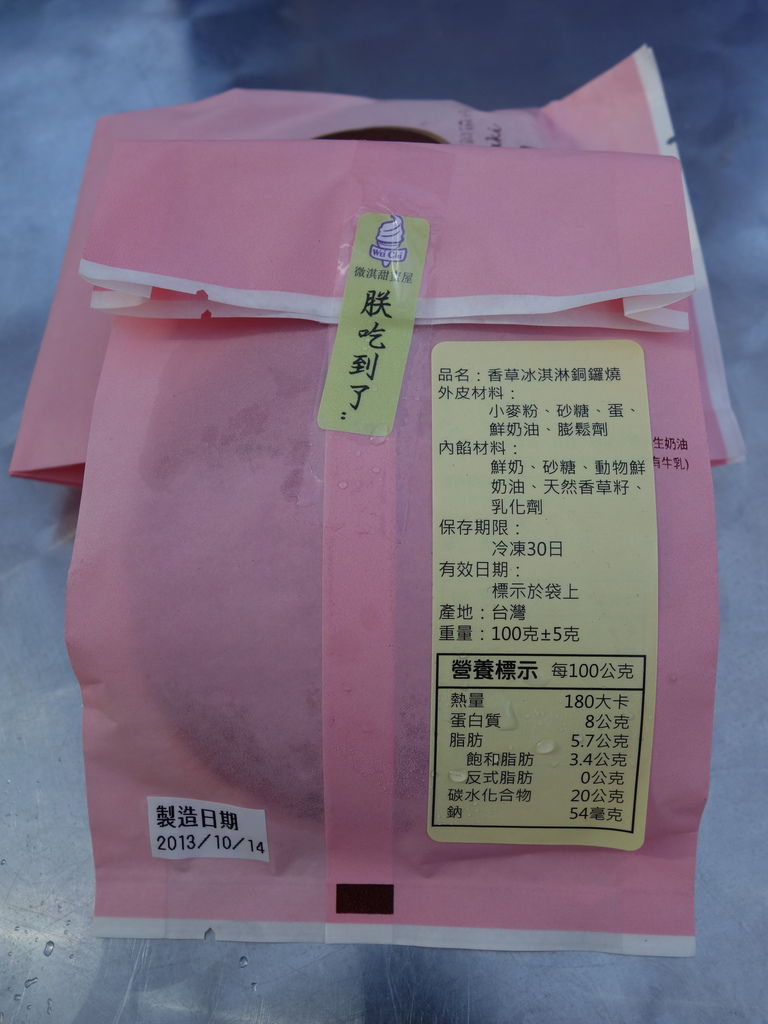 Wei Chi
微淇甜蜜屋
朕吃到了
品名：香草冰淇淋銅鑼燒
外皮材料：
小麥粉、砂糖、蛋、
鮮奶油、膨鬆劑
內餡材料：
鮮奶、砂糖、動物鮮
奶油、天然香草籽、
乳化劑
保存期限：
冷凍30日
有效日期：
標示於袋上
產地：台灣
重量：100克±5克
營養標示 每100公克
熱量 180大卡
蛋白質 8公克
脂肪 5.7公克
飽和脂肪 3.4公克
反式脂肪 0公克
碳水化合物 20公克
鈉 54毫克
生奶油
有牛乳)
製造日期
2013/10/14